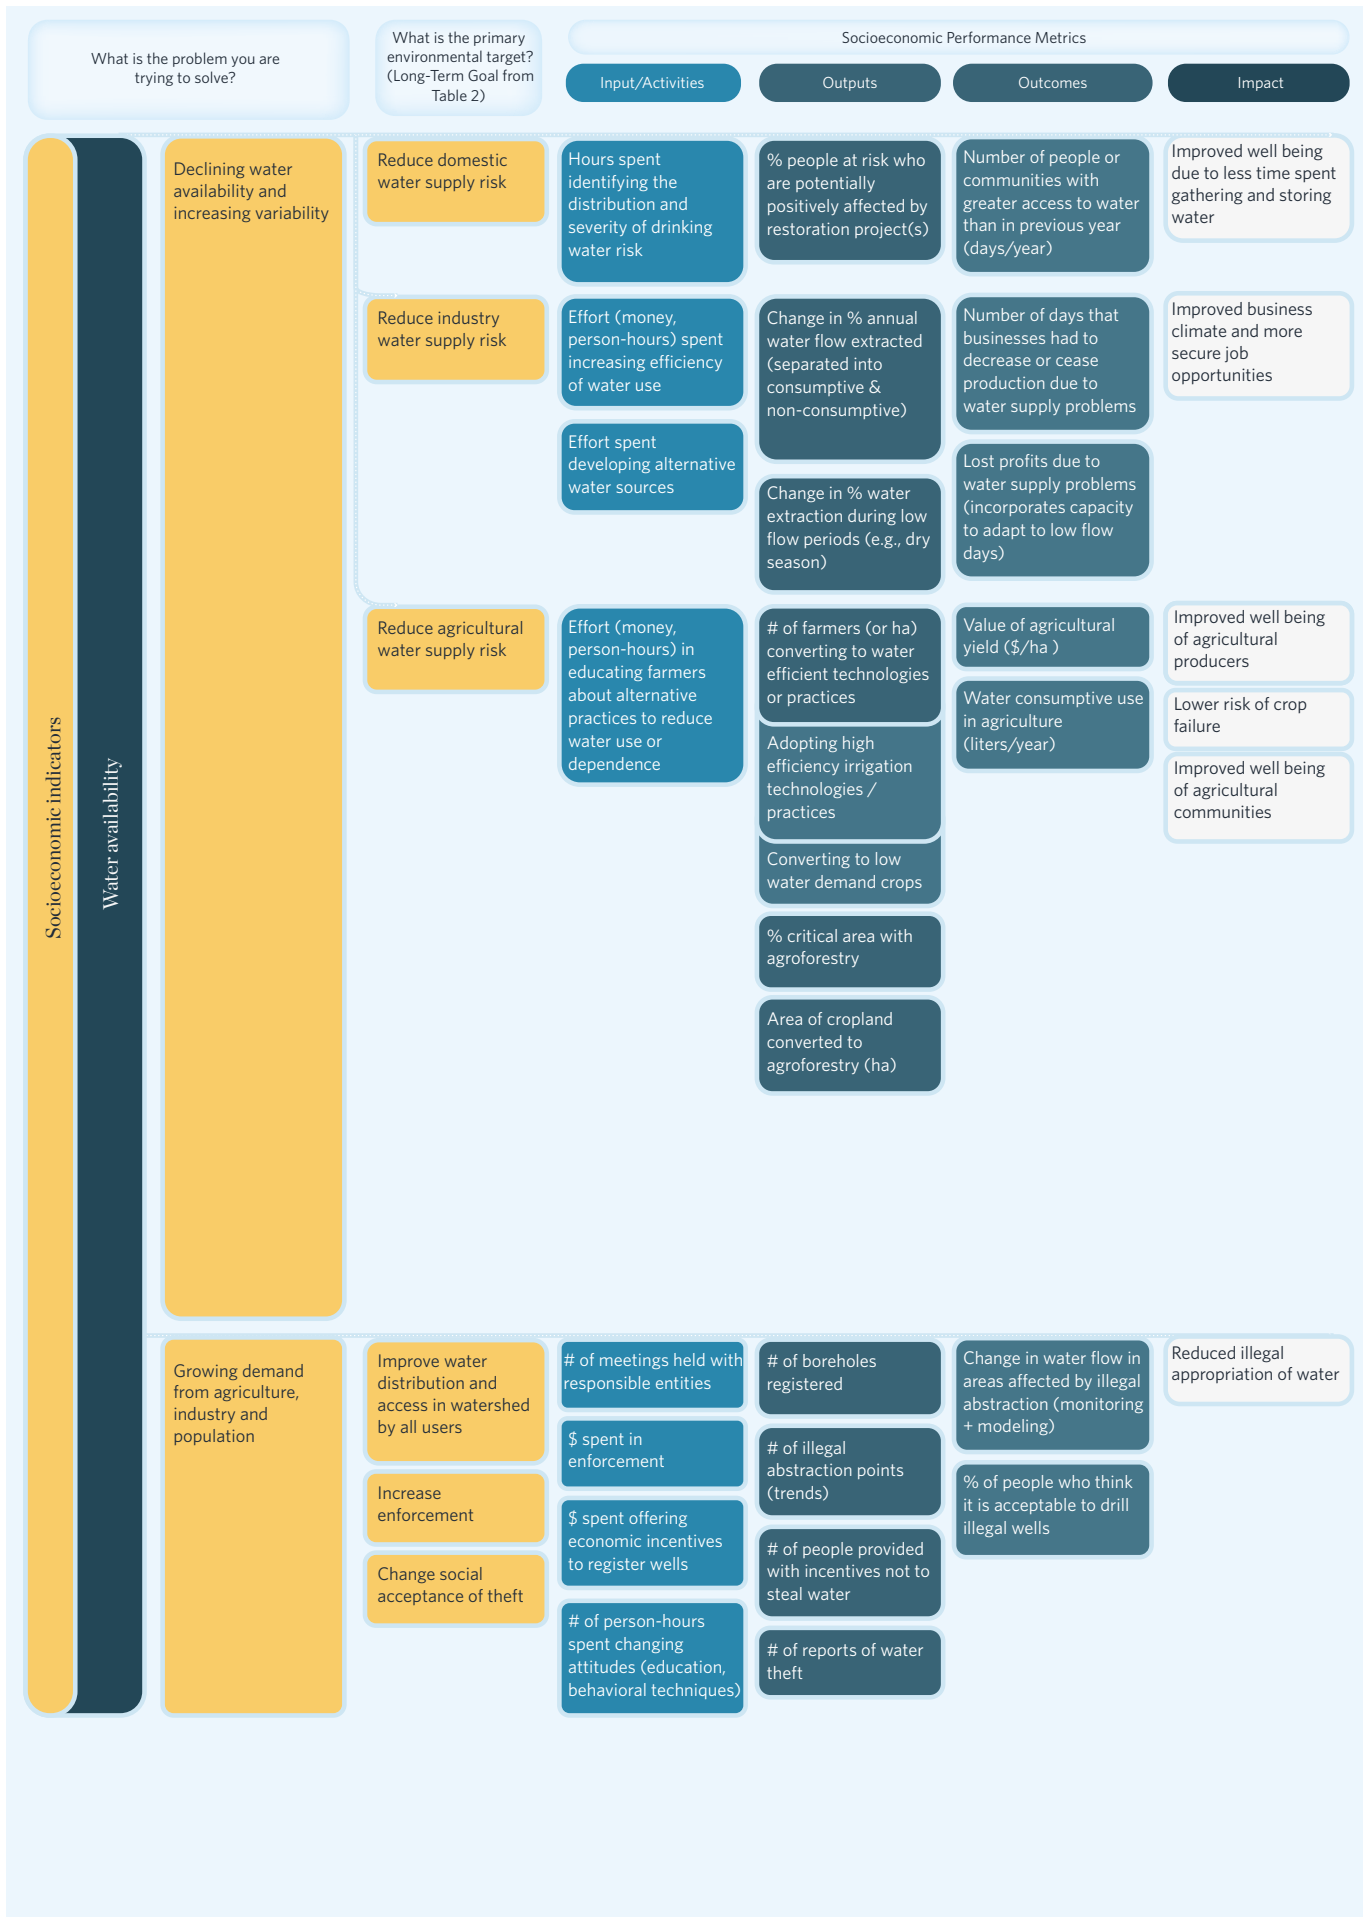 What is the problem you are
trying to solve?
What is the primary
environmental target?
(Long-Term Goal from
Table 2)
Socioeconomic Performance Metrics
Input/Activities
Outputs
Outcomes
Impact
Socioeconomic indicators
Water availability
Declining water
availability and
increasing variability
Reduce domestic
water supply risk
Hours spent
identifying the
distribution and
severity of drinking
water risk
% people at risk who
are potentially
positively affected by
restoration project(s)
Number of people or
communities with
greater access to water
than in previous year
(days/year)
Improved well being
due to less time spent
gathering and storing
water
Reduce industry
water supply risk
Effort (money,
person-hours) spent
increasing efficiency
of water use
Effort spent
developing alternative
water sources
Change in % annual
water flow extracted
(separated into
consumptive &
non-consumptive)
Change in % water
extraction during low
flow periods (e.g., dry
season)
Number of days that
businesses had to
decrease or cease
production due to
water supply problems
Lost profits due to
water supply problems
(incorporates capacity
to adapt to low flow
days)
Improved business
climate and more
secure job
opportunities
Reduce agricultural
water supply risk
Effort (money,
person-hours) in
educating farmers
about alternative
practices to reduce
water use or
dependence
# of farmers (or ha)
converting to water
efficient technologies
or practices
Adopting high
efficiency irrigation
technologies /
practices
Converting to low
water demand crops
% critical area with
agroforestry
Area of cropland
converted to
agroforestry (ha)
Value of agricultural
yield ($/ha )
Water consumptive use
in agriculture
(liters/year)
Improved well being
of agricultural
producers
Lower risk of crop
failure
Improved well being
of agricultural
communities
Growing demand
from agriculture,
industry and
population
Improve water
distribution and
access in watershed
by all users
Increase
enforcement
Change social
acceptance of theft
# of meetings held with
responsible entities
$ spent in
enforcement
$ spent offering
economic incentives
to register wells
# of person-hours
spent changing
attitudes (education,
behavioral techniques)
# of boreholes
registered
# of illegal
abstraction points
(trends)
# of people provided
with incentives not to
steal water
# of reports of water
theft
Change in water flow in
areas affected by illegal
abstraction (monitoring
+ modeling)
% of people who think
it is acceptable to drill
illegal wells
Reduced illegal
appropriation of water